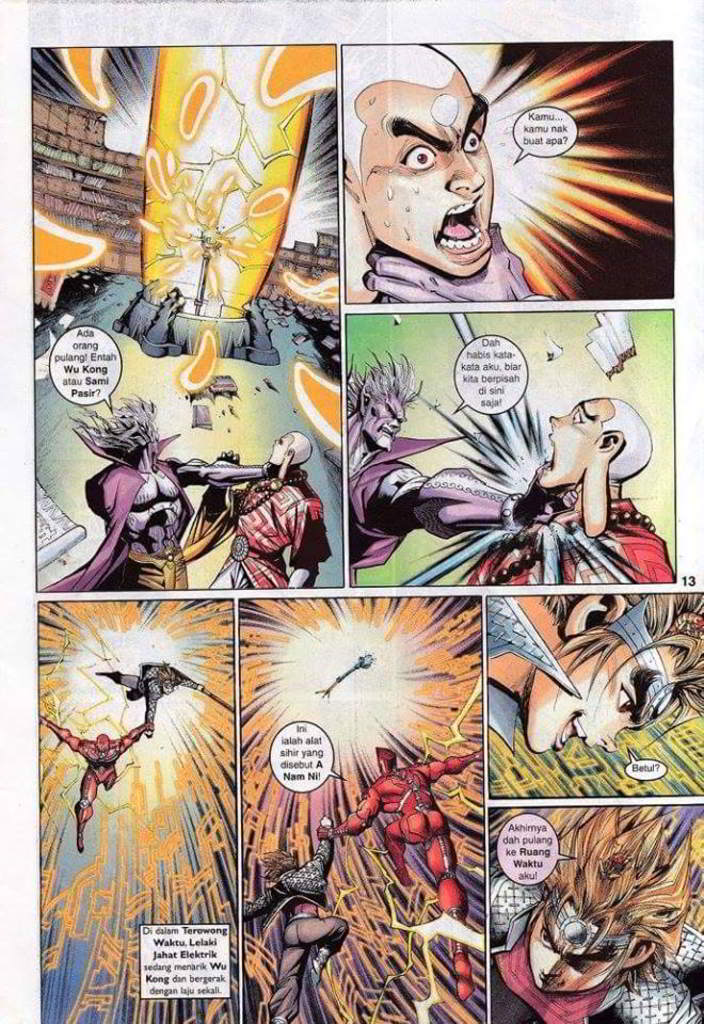 Ada
orang
pulang! Entah
Wu Kong
atau Sami
Pasir?
Kamu...
kamu nak
buat apa?
Dah
habis kata-
kata aku, biar
kita berpisah
di sini
saja!
13
Di dalam Terowong
Waktu, Lelaki
Jahat Elektrik
sedang menarik Wu
Kong dan bergerak
dengan laju sekali.
Ini
ialah alat
sihir yang
disebut A
Nam Ni!
Betul?
Akhirnya
dah pulang
ke Ruang
Waktu
aku!